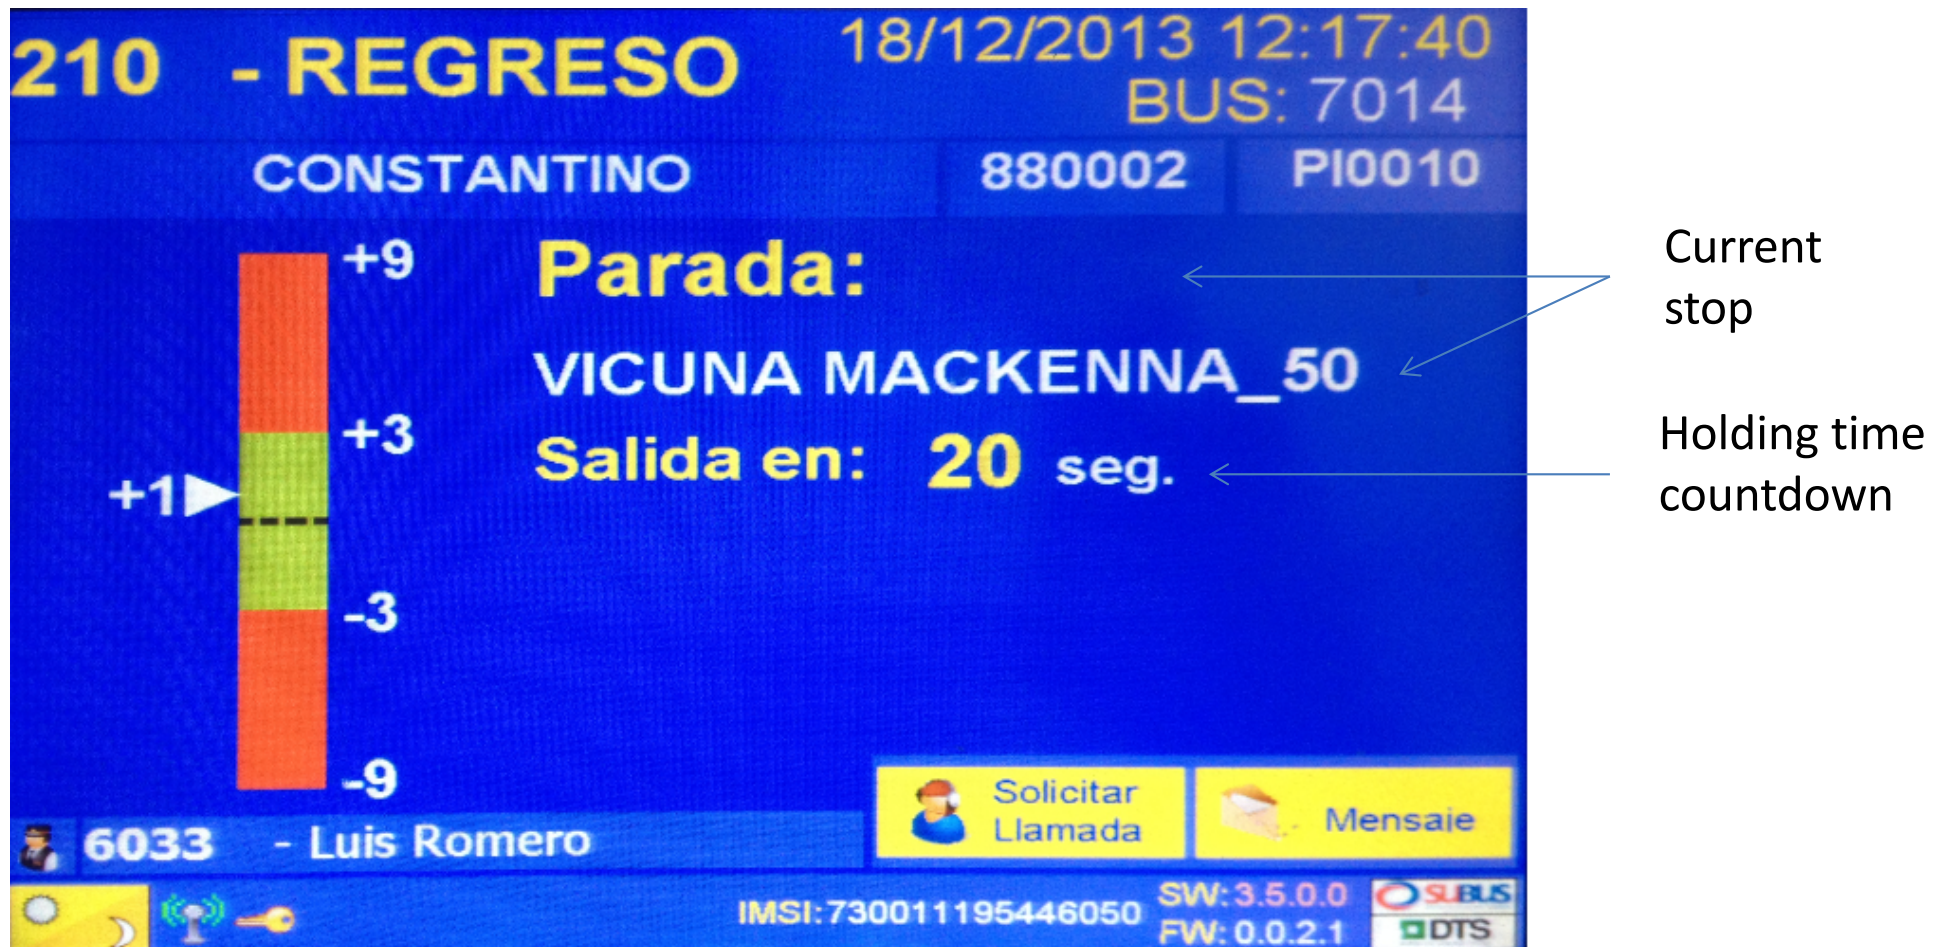 210 - REGRESO
18/12/2013 12:17:40
BUS: 7014
CONSTANTINO 880002 PI0010
+9
+3
+1
-3
-9
Parada:
VICUNA MACKENNA_50
Salida en: 20 seg.
Current
stop
Holding time
countdown
Solicitar
Llamada
Mensaje
6033 - Luis Romero
IMSI:730011195446050
SW:3.5.0.0
FW:0.0.2.1
SUBUS
DTS